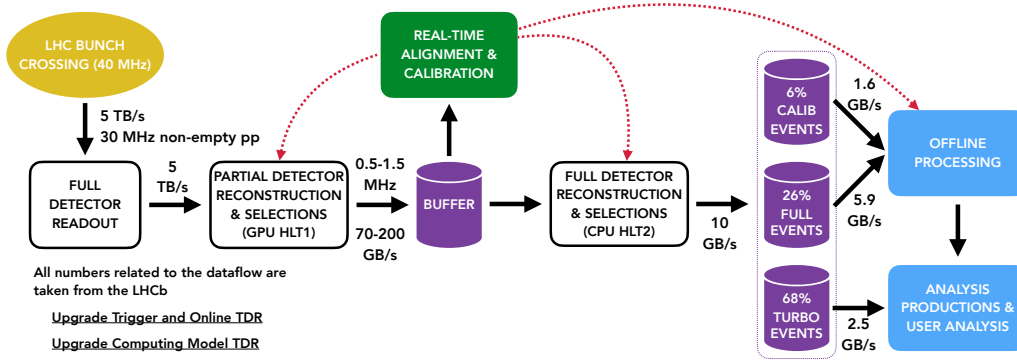 LHC BUNCH
CROSSING (40 MHz)
5 TB/s
30 MHz non-empty pp
FULL
DETECTOR
READOUT
5
TB/s
PARTIAL DETECTOR
RECONSTRUCTION
& SELECTIONS
(GPU HLT1)
0.5-1.5
MHz
70-200
GB/s
REAL-TIME
ALIGNMENT &
CALIBRATION
BUFFER
FULL DETECTOR
RECONSTRUCTION
& SELECTIONS
(CPU HLT2)
10
GB/s
6%
CALIB
EVENTS
26%
FULL
EVENTS
68%
TURBO
EVENTS
1.6
GB/s
5.9
GB/s
2.5
GB/s
OFFLINE
PROCESSING
ANALYSIS
PRODUCTIONS &
USER ANALYSIS
All numbers related to the dataflow are
taken from the LHCb
Upgrade Trigger and Online TDR
Upgrade Computing Model TDR